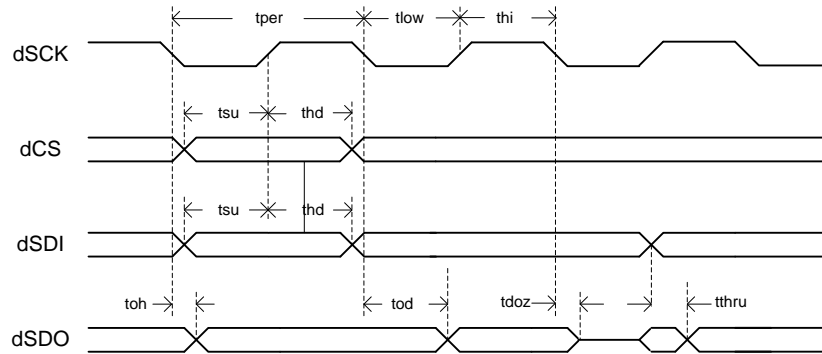 tper tlow thi
dSCK
tsu thd
dCS
tsu thd
dSDI
toh tod tdoz tthru
dSDO